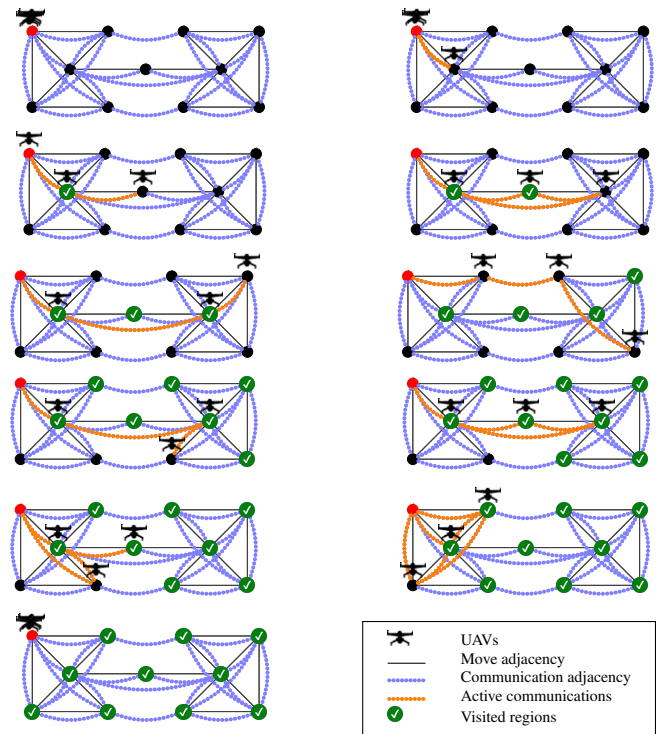 UAVs
Move adjacency
Communication adjacency
Active communications
Visited regions